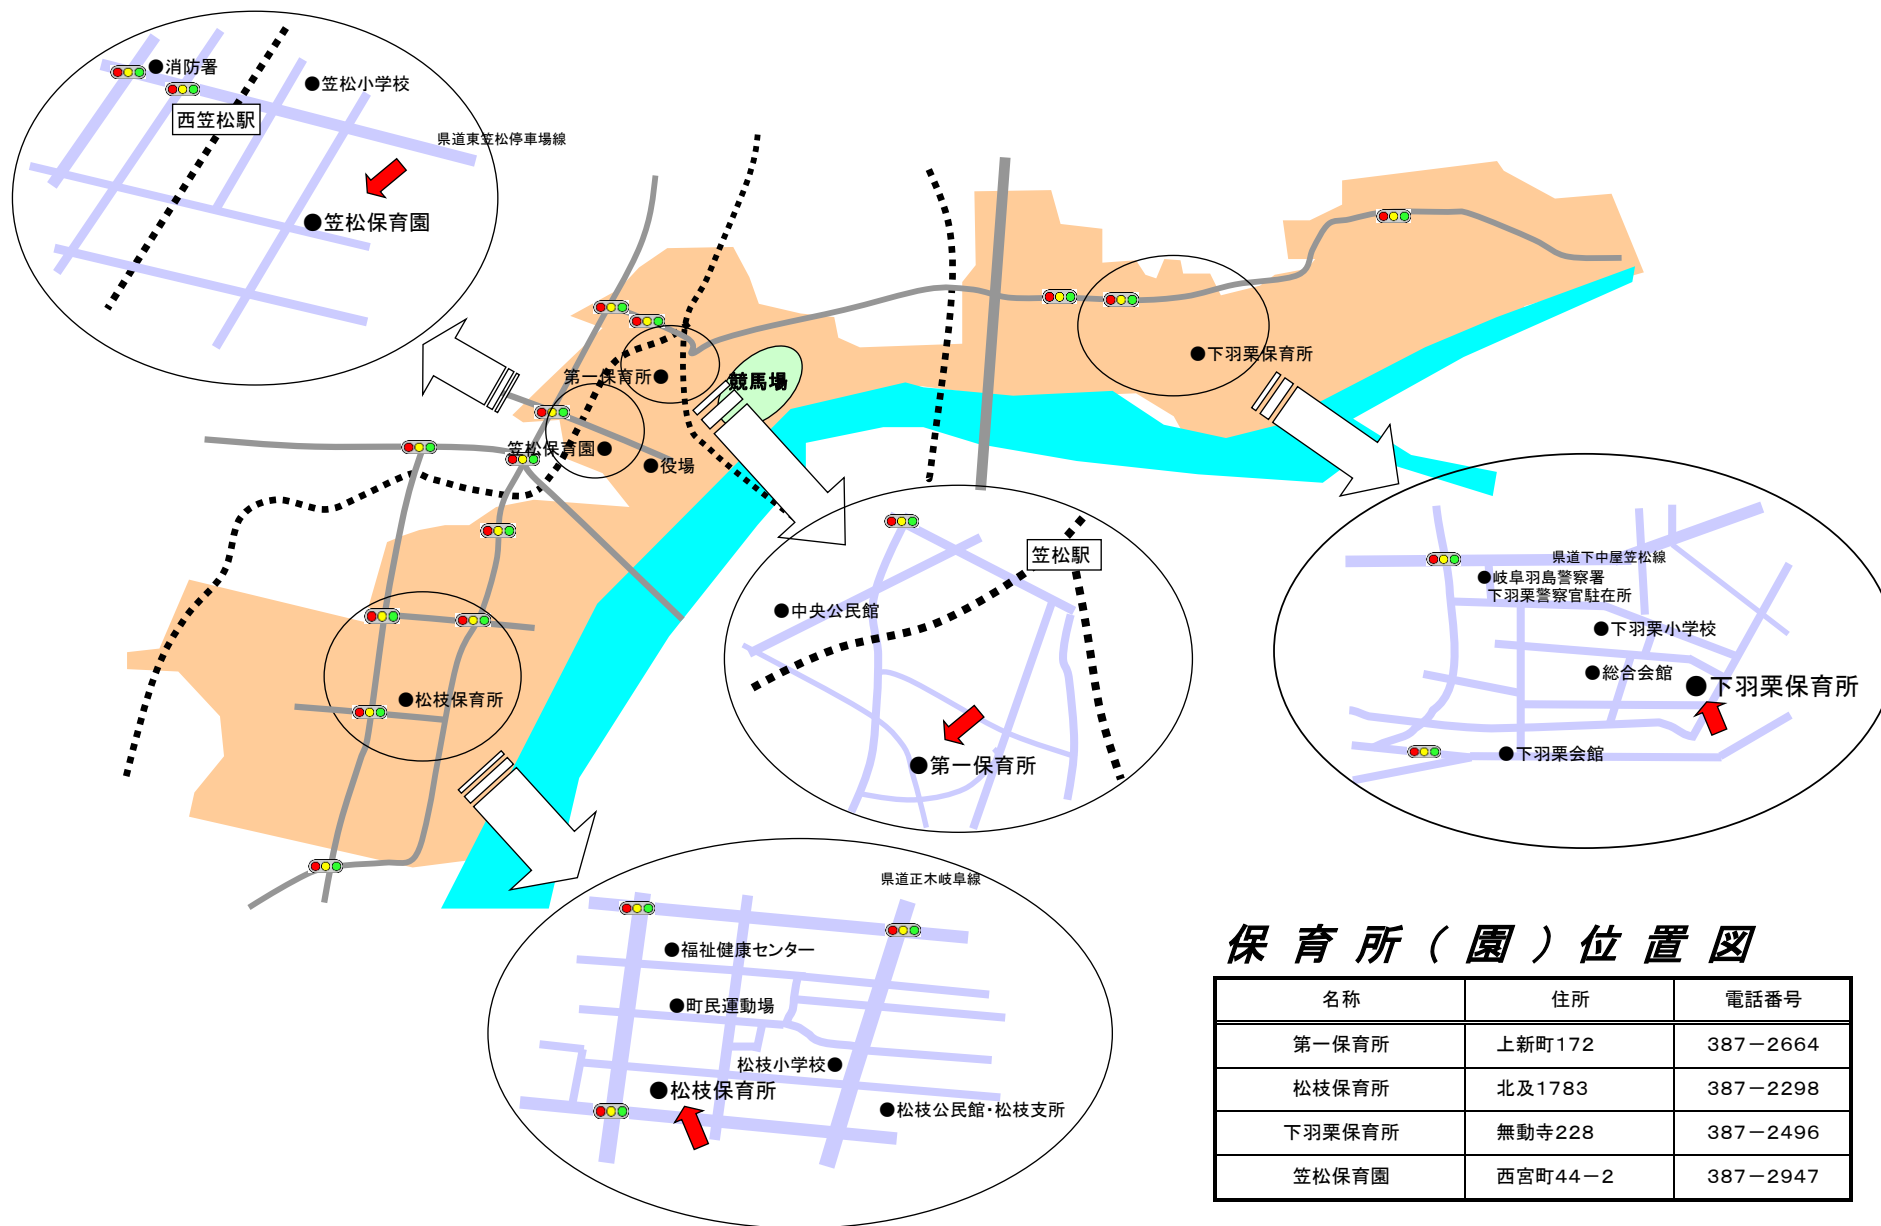 ●消防署
●笠松小学校
西笠松駅
県道東笠松停車場線
●笠松保育園
第一保育所●
競馬場
●下羽栗保育所
笠松保育園●
●役場
●松枝保育所
笠松駅
●中央公民館
●第一保育所
県道下中屋笠松線
●岐阜羽島警察署
下羽栗警察官駐在所
●下羽栗小学校
●総合会館
●下羽栗保育所
●下羽栗会館
県道正木岐阜線
●福祉健康センター
●町民運動場
松枝小学校●
●松枝保育所
●松枝公民館・松枝支所
保育所（園）位置図
名称 住所 電話番号
第一保育所 上新町172 387－2664
松枝保育所 北及1783 387－2298
下羽栗保育所 無動寺228 387－2496
笠松保育園 西宮町44－2 387－2947